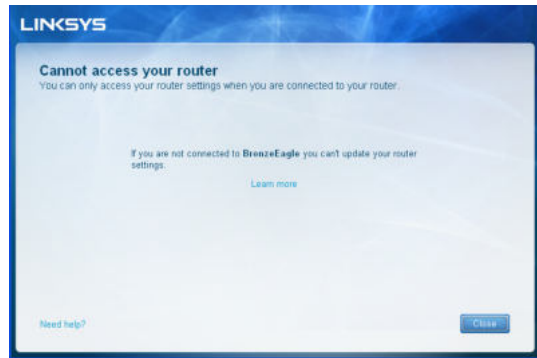 LINKSYS
Cannot access your router
You can only access your router settings when you are connected to your router.
If you are not connected to BronzeEagle you can't update your router
settings.
Learn more
Need help?
Close